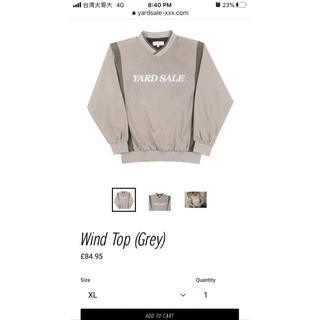 台湾大哥大 4G 8:40 PM 23%
yardsale-xxx.com
YARD SALE
Wind Top (Grey)
£84.95
Size Quantity
XL 1
ADD TO CART